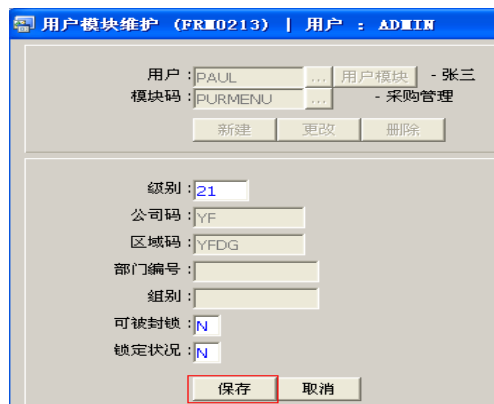 用户模块维护 (FRM0213) | 用户 : ADMIN
用户 : PAUL ... 用户模块 - 张三
模块码 : PURMENU ... - 采购管理
新建 更改 删除
级别 : 21
公司码 : YF
区域码 : YFDG
部门编号 :
组别 :
可被封锁 : N
锁定状况 : N
保存 取消